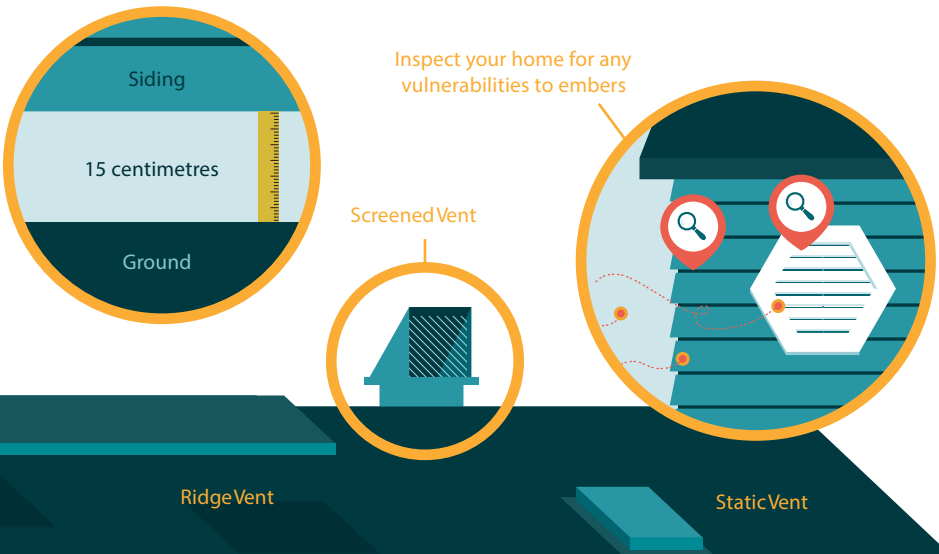 Siding
15 centimetres
Ground
Inspect your home for any
vulnerabilities to embers
Screened Vent
Ridge Vent
Static Vent